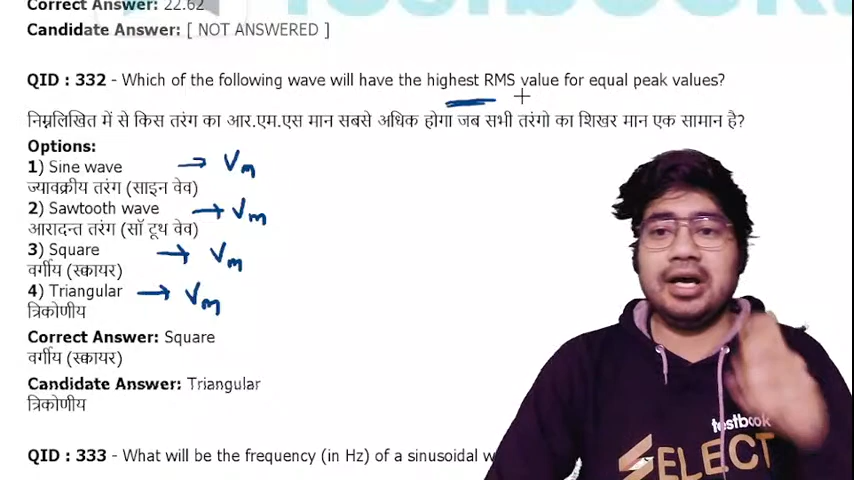 Correct Answer: 22.62
Candidate Answer: [ NOT ANSWERED ]
QID : 332 - Which of the following wave will have the highest RMS value for equal peak values?
निम्नलिखित में से किस तरंग का आर.एम.एस मान सबसे अधिक होगा जब सभी तरंगो का शिखर मान एक सामान है?
Options:
1) Sine wave → Vm
ज्यावक्रीय तरंग (साइन वेव)
2) Sawtooth wave → Vm
आरादन्त तरंग (सॉ टूथ वेव)
3) Square → Vm
वर्गीय (स्कायर)
4) Triangular → Vm
त्रिकोणीय
Correct Answer: Square
वर्गीय (स्कायर)
Candidate Answer: Triangular
त्रिकोणीय
testbook
SELECT
QID : 333 - What will be the frequency (in Hz) of a sinusoidal w